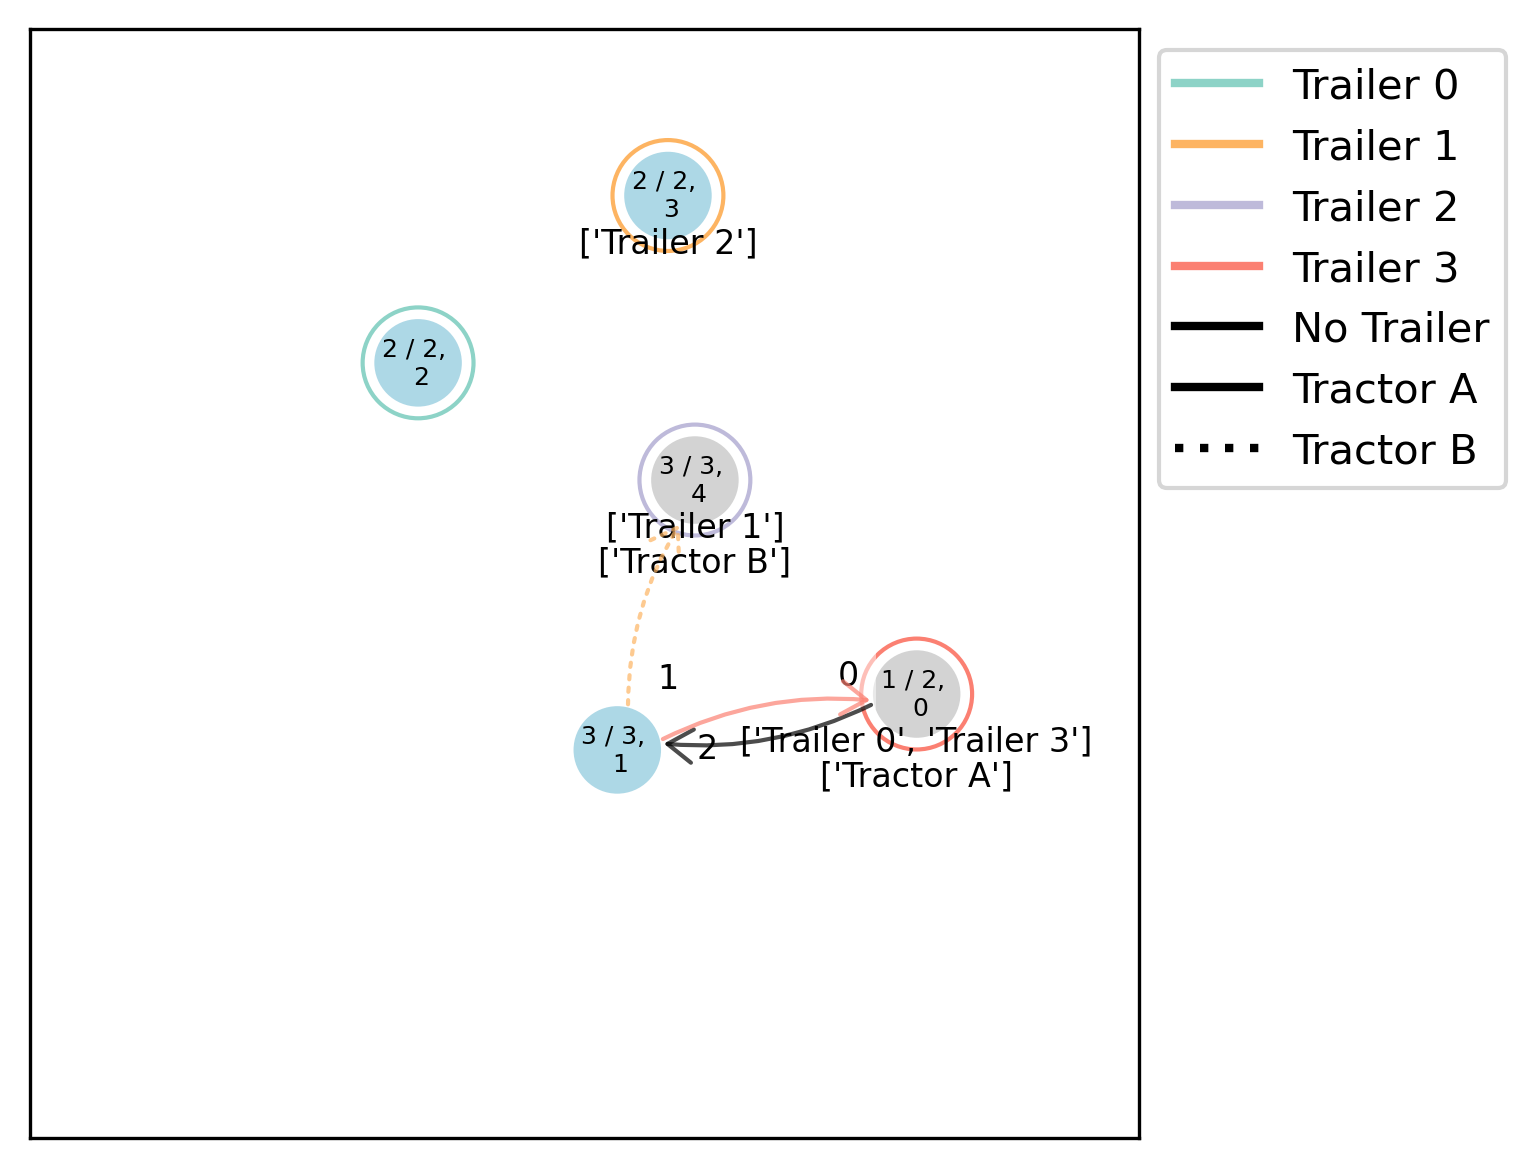 2 / 2,
3
['Trailer 2']
2 / 2,
2
3 / 3,
4
['Trailer 1']
['Tractor B']
1
0
1 / 2,
0
3 / 3,
1
2
['Trailer 0', 'Trailer 3']
['Tractor A']
Trailer 0
Trailer 1
Trailer 2
Trailer 3
No Trailer
Tractor A
Tractor B